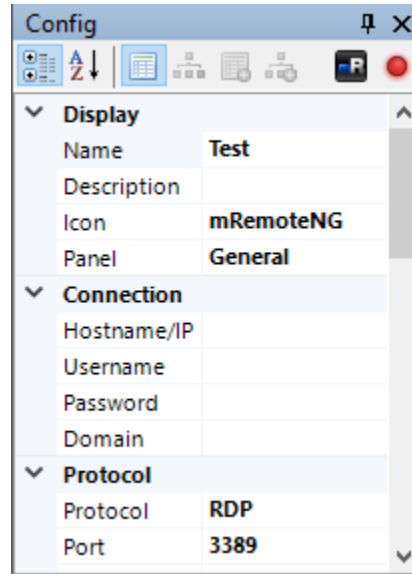 Config
Display
Name Test
Description
Icon mRemoteNG
Panel General
Connection
Hostname/IP
Username
Password
Domain
Protocol
Protocol RDP
Port 3389